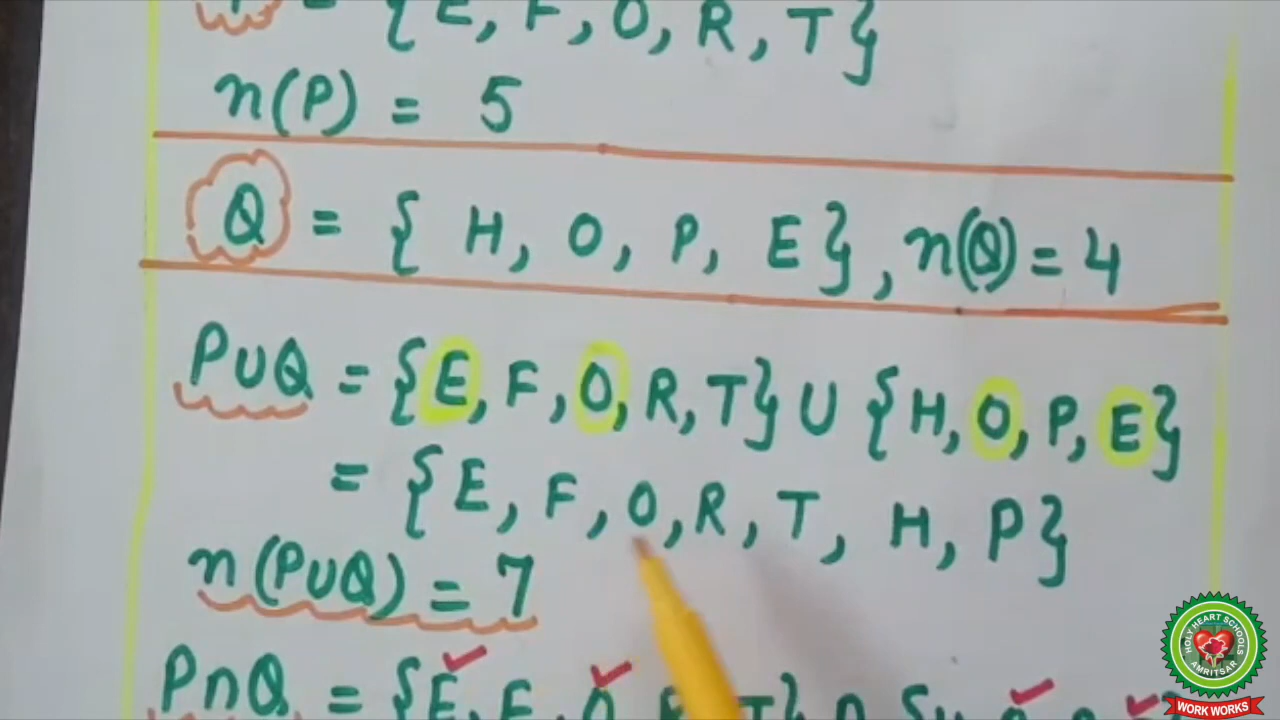 = {E, F, O, R, T}
n(P) = 5
Q = { H, O, P, E}, n(Q) = 4
P∪Q = {E, F, O, R, T} ∪ {H, O, P, E}
= {E, F, O, R, T, H, P}
n(P∪Q) = 7
P∩Q = {E, F, O, R, T} ∩
HOLY HEART SCHOOLS
AMRITSAR
WORK WORKS